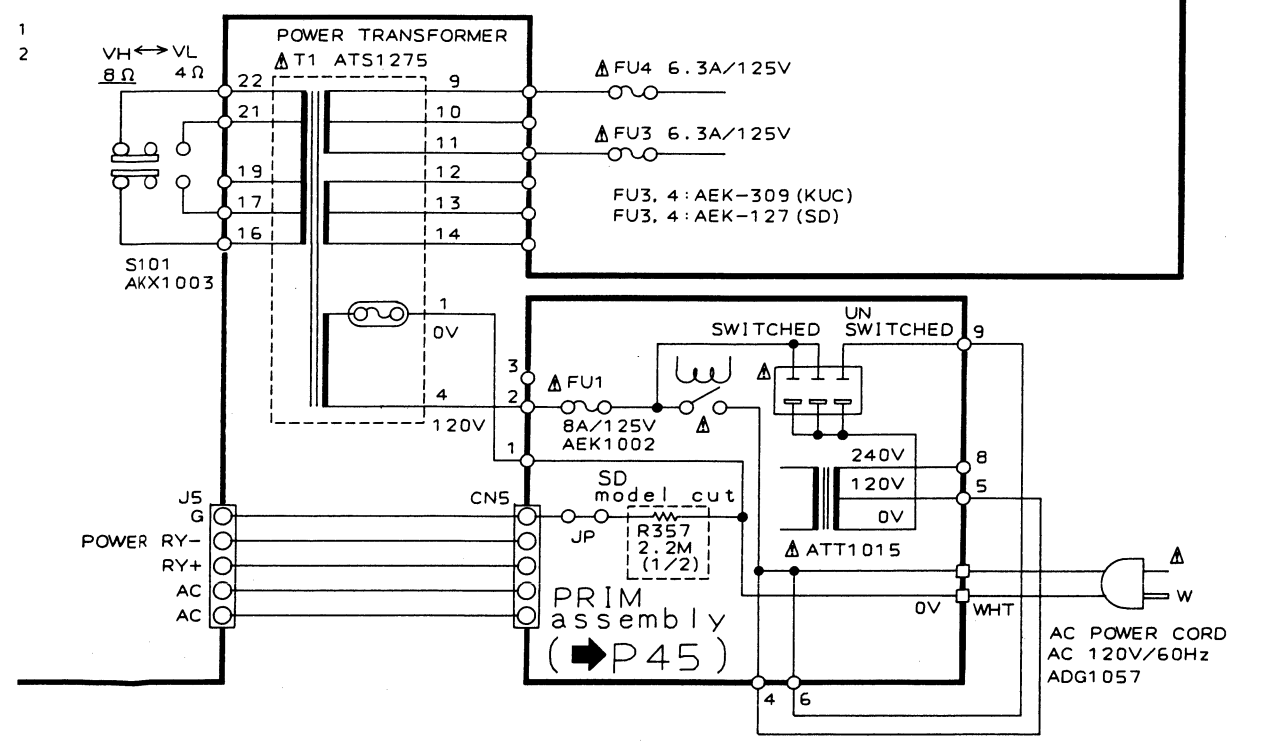 1
2
POWER TRANSFORMER
T1 ATS1275
VH↔VL
8Ω 4Ω
22
21
19
17
16
S101
AKX1003
9
10
11
12
13
14
FU4 6.3A/125V
FU3 6.3A/125V
FU3, 4:AEK-309(KUC)
FU3, 4:AEK-127(SD)
1
0V
4
120V
3
2
1
FU1
8A/125V
AEK1002
SWITCHED
UN
SWITCHED
9
240V
8
120V
5
0V
ATT1015
SD
model cut
R357
2.2M
(1/2)
JP
J5
G
POWER RY-
RY+
AC
AC
CN5
PRIM
assembly
(➡P45)
0V
WHT
W
AC POWER CORD
AC 120V/60Hz
ADG1057
4
6